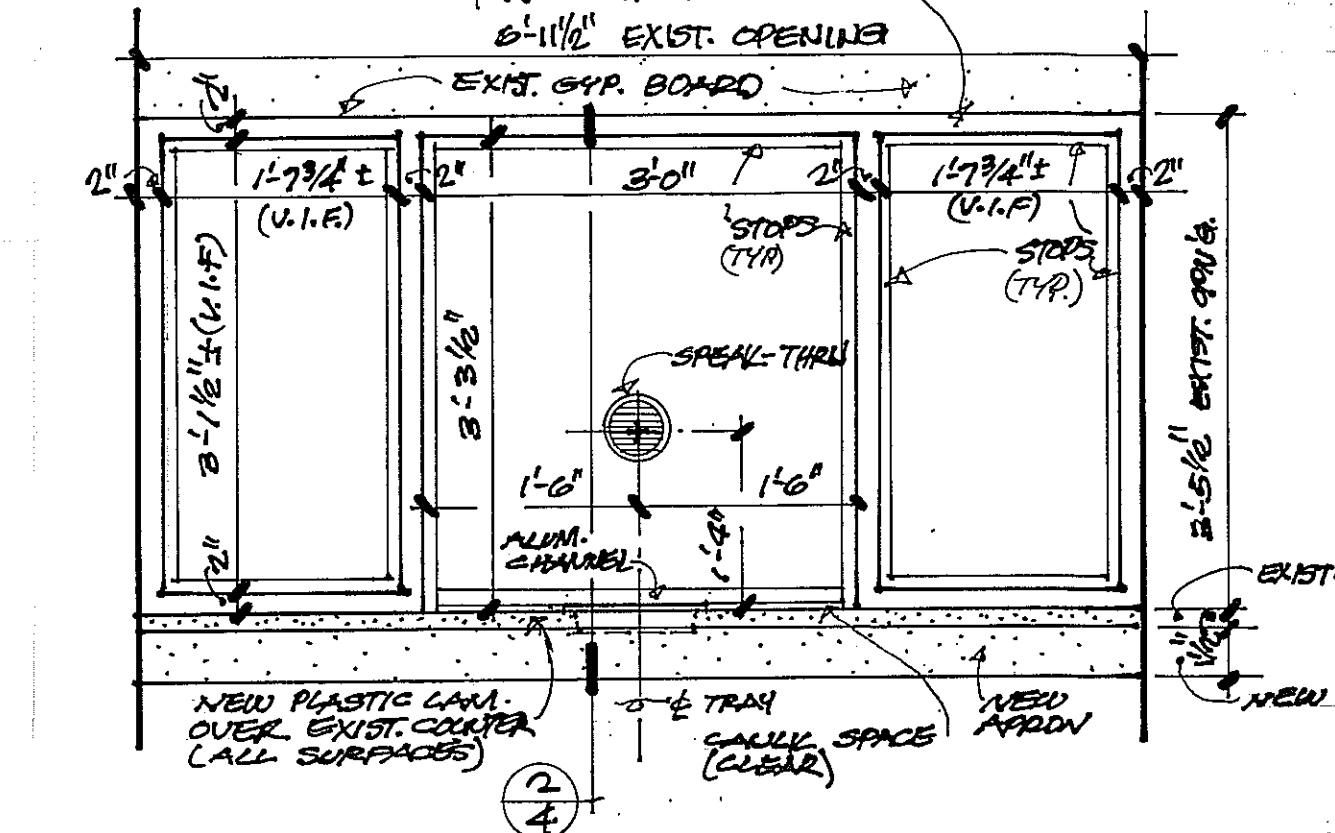 6'-11 1/2" EXIST. OPENING
EXIST. GYP. BOARD
2"
2"
1'-7 3/4" ±
(V.I.F.)
2"
3'-0"
2"
1'-7 3/4" ±
(V.I.F)
2"
STOPS
(TYP)
STOPS
(TYP.)
3'-1 1/2" ± (V.I.F)
3'-3 1/2"
3'-5 1/2" EXIST. OPN'G.
SPEAK-THRU
1'-6"
1'-6"
1'-4"
ALUM.
CHANNEL
2"
EXIST.
NEW
NEW PLASTIC LAM.
OVER EXIST. COUNTER
(ALL SURFACES)
℄ TRAY
CAULK SPACE
(CLEAR)
NEW
APRON
2
4